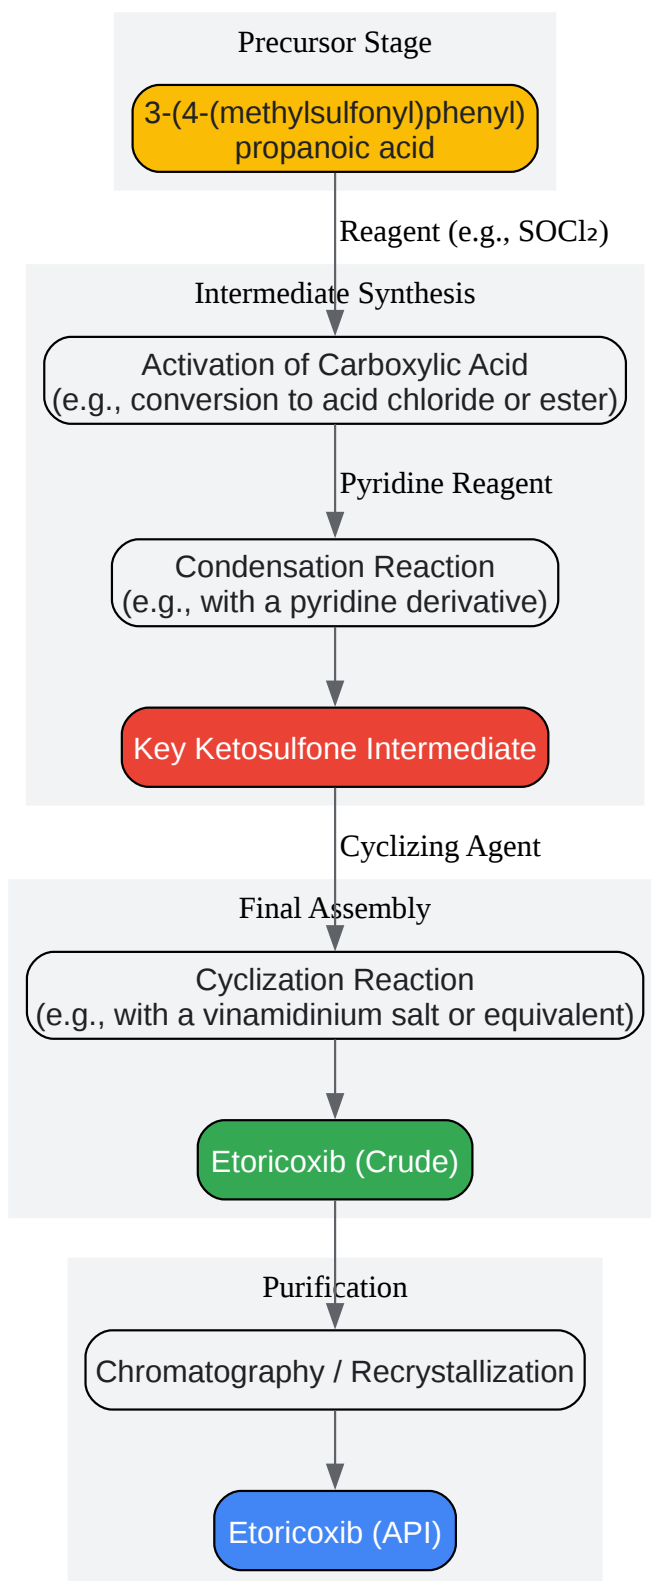 Precursor Stage
3-(4-(methylsulfonyl)phenyl)
propanoic acid
Reagent (e.g., SOCl₂)
Intermediate Synthesis
Activation of Carboxylic Acid
(e.g., conversion to acid chloride or ester)
Pyridine Reagent
Condensation Reaction
(e.g., with a pyridine derivative)
Key Ketosulfone Intermediate
Cyclizing Agent
Final Assembly
Cyclization Reaction
(e.g., with a vinamidinium salt or equivalent)
Etoricoxib (Crude)
Purification
Chromatography / Recrystallization
Etoricoxib (API)